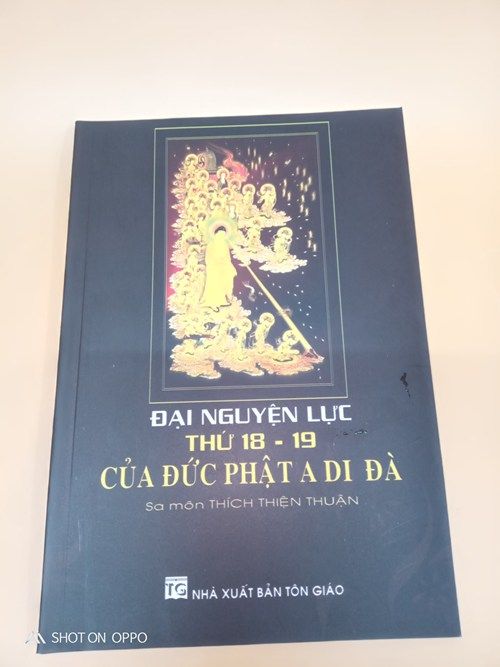 ĐẠI NGUYỆN LỰC
THỨ 18 - 19
CỦA ĐỨC PHẬT A DI ĐÀ
Sa môn THÍCH THIỆN THUẬN
TG NHÀ XUẤT BẢN TÔN GIÁO
SHOT ON OPPO